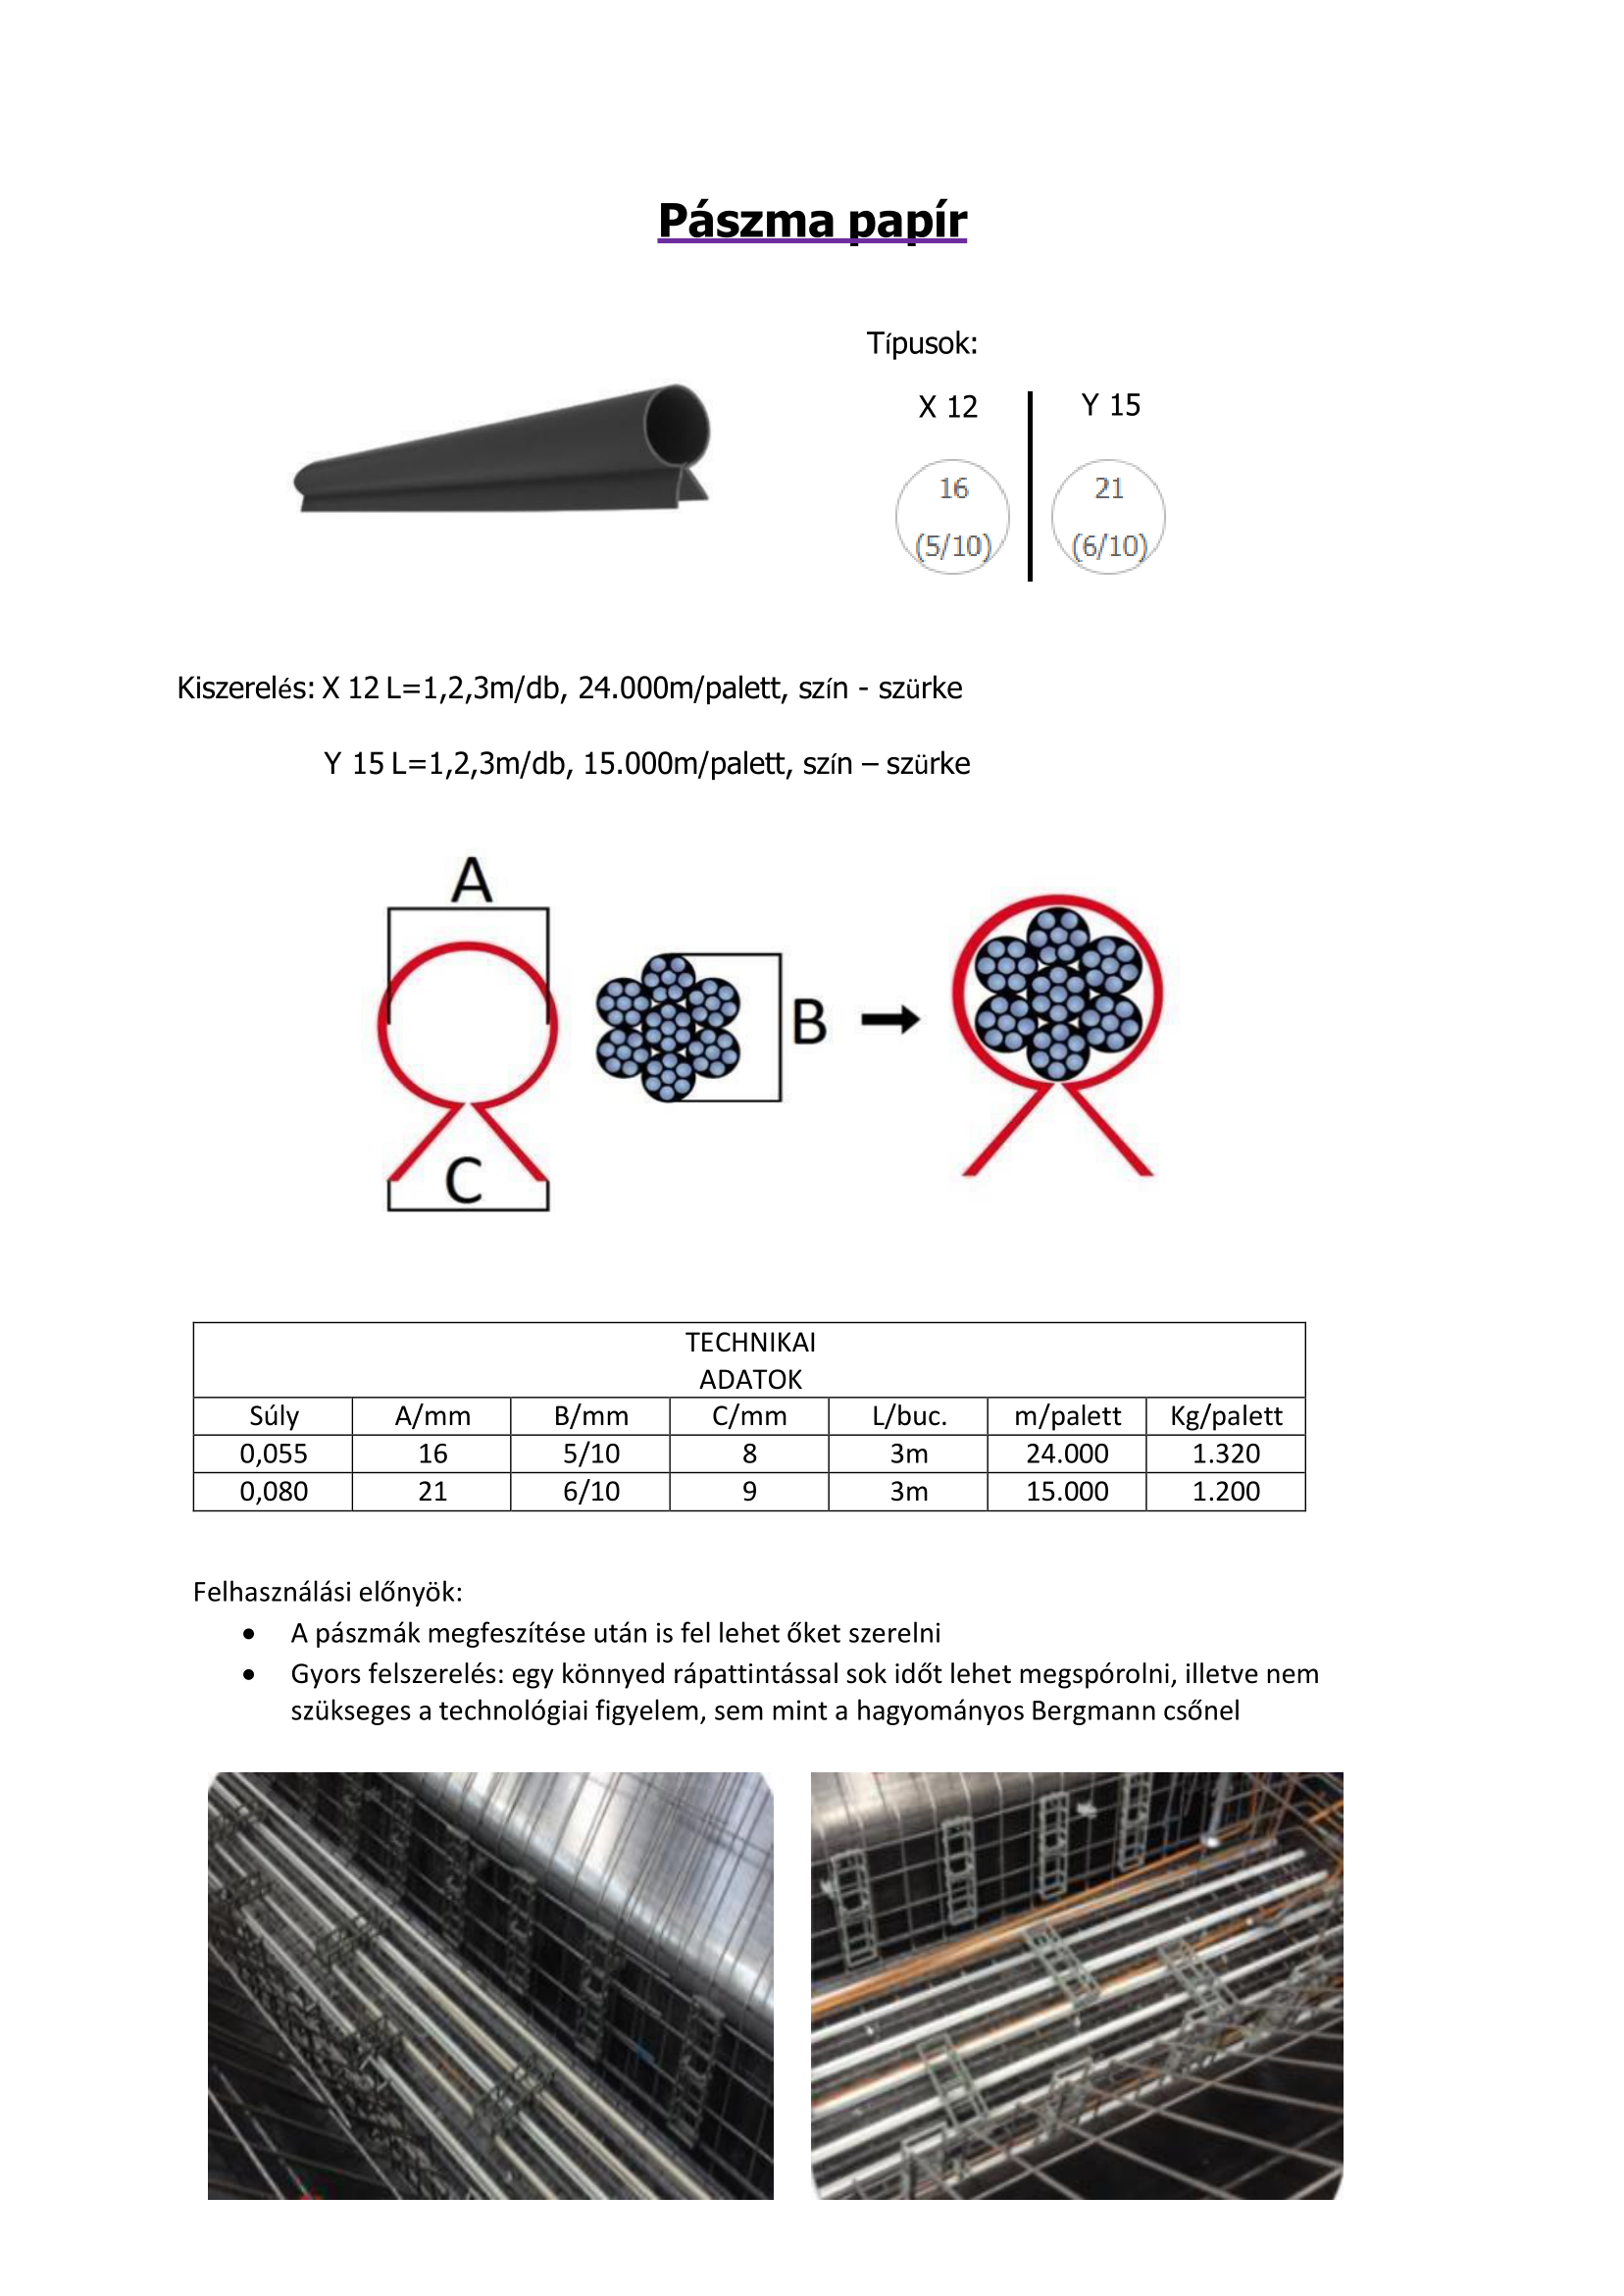 Pászma papír
Típusok:
X 12
Y 15
16
(5/10)
21
(6/10)
Kiszerelés: X 12 L=1,2,3m/db, 24.000m/palett, szín - szürke
Y 15 L=1,2,3m/db, 15.000m/palett, szín – szürke
A
B
C
TECHNIKAI
ADATOK
Súly A/mm B/mm C/mm L/buc. m/palett Kg/palett
0,055 16 5/10 8 3m 24.000 1.320
0,080 21 6/10 9 3m 15.000 1.200
Felhasználási előnyök:
• A pászmák megfeszítése után is fel lehet őket szerelni
• Gyors felszerelés: egy könnyed rápattintással sok időt lehet megspórolni, illetve nem
szükseges a technológiai figyelem, sem mint a hagyományos Bergmann csőnel